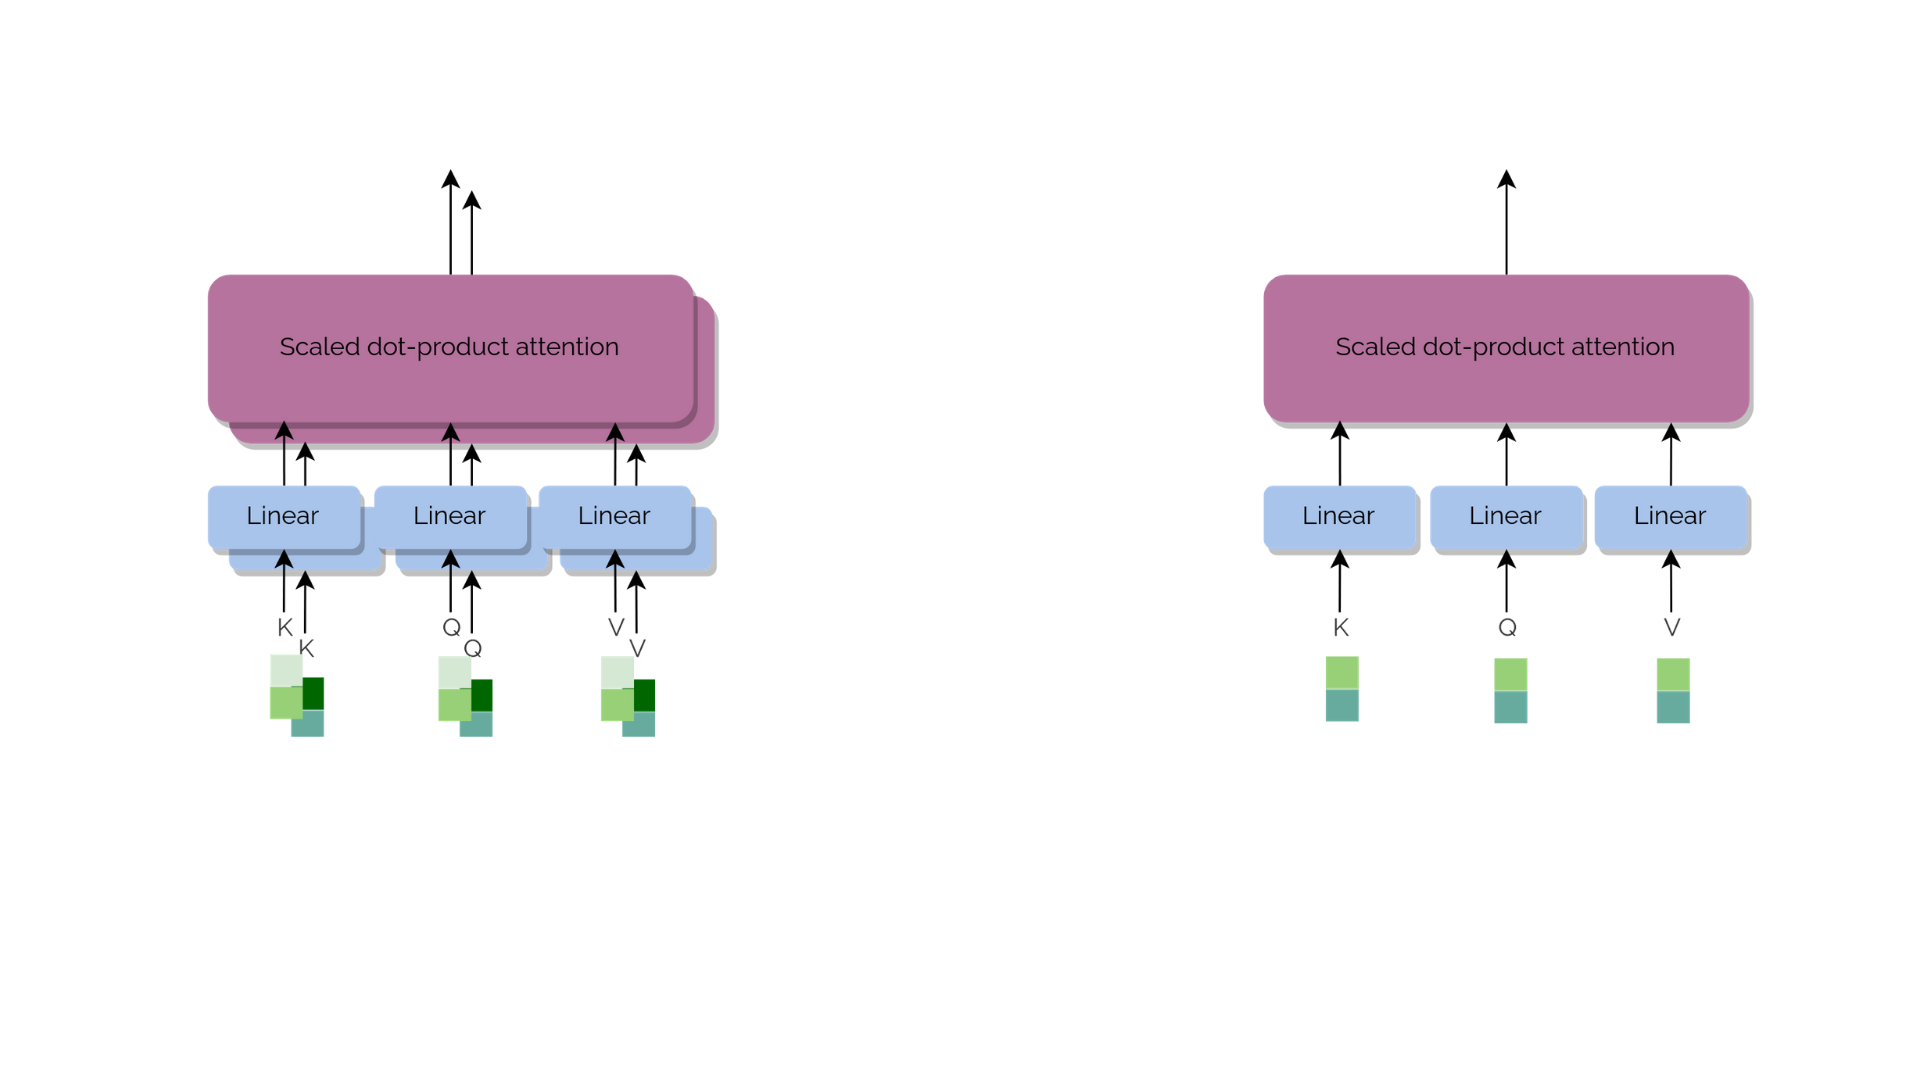 Scaled dot-product attention
Linear Linear Linear
K Q V
K Q V
Scaled dot-product attention
Linear Linear Linear
K Q V